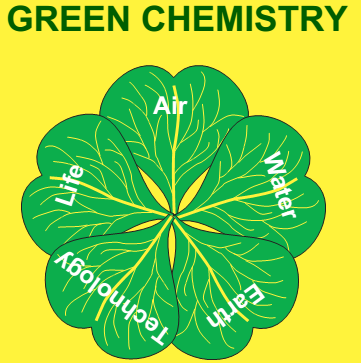 GREEN CHEMISTRY
Air
Water
Earth
Technology
Life